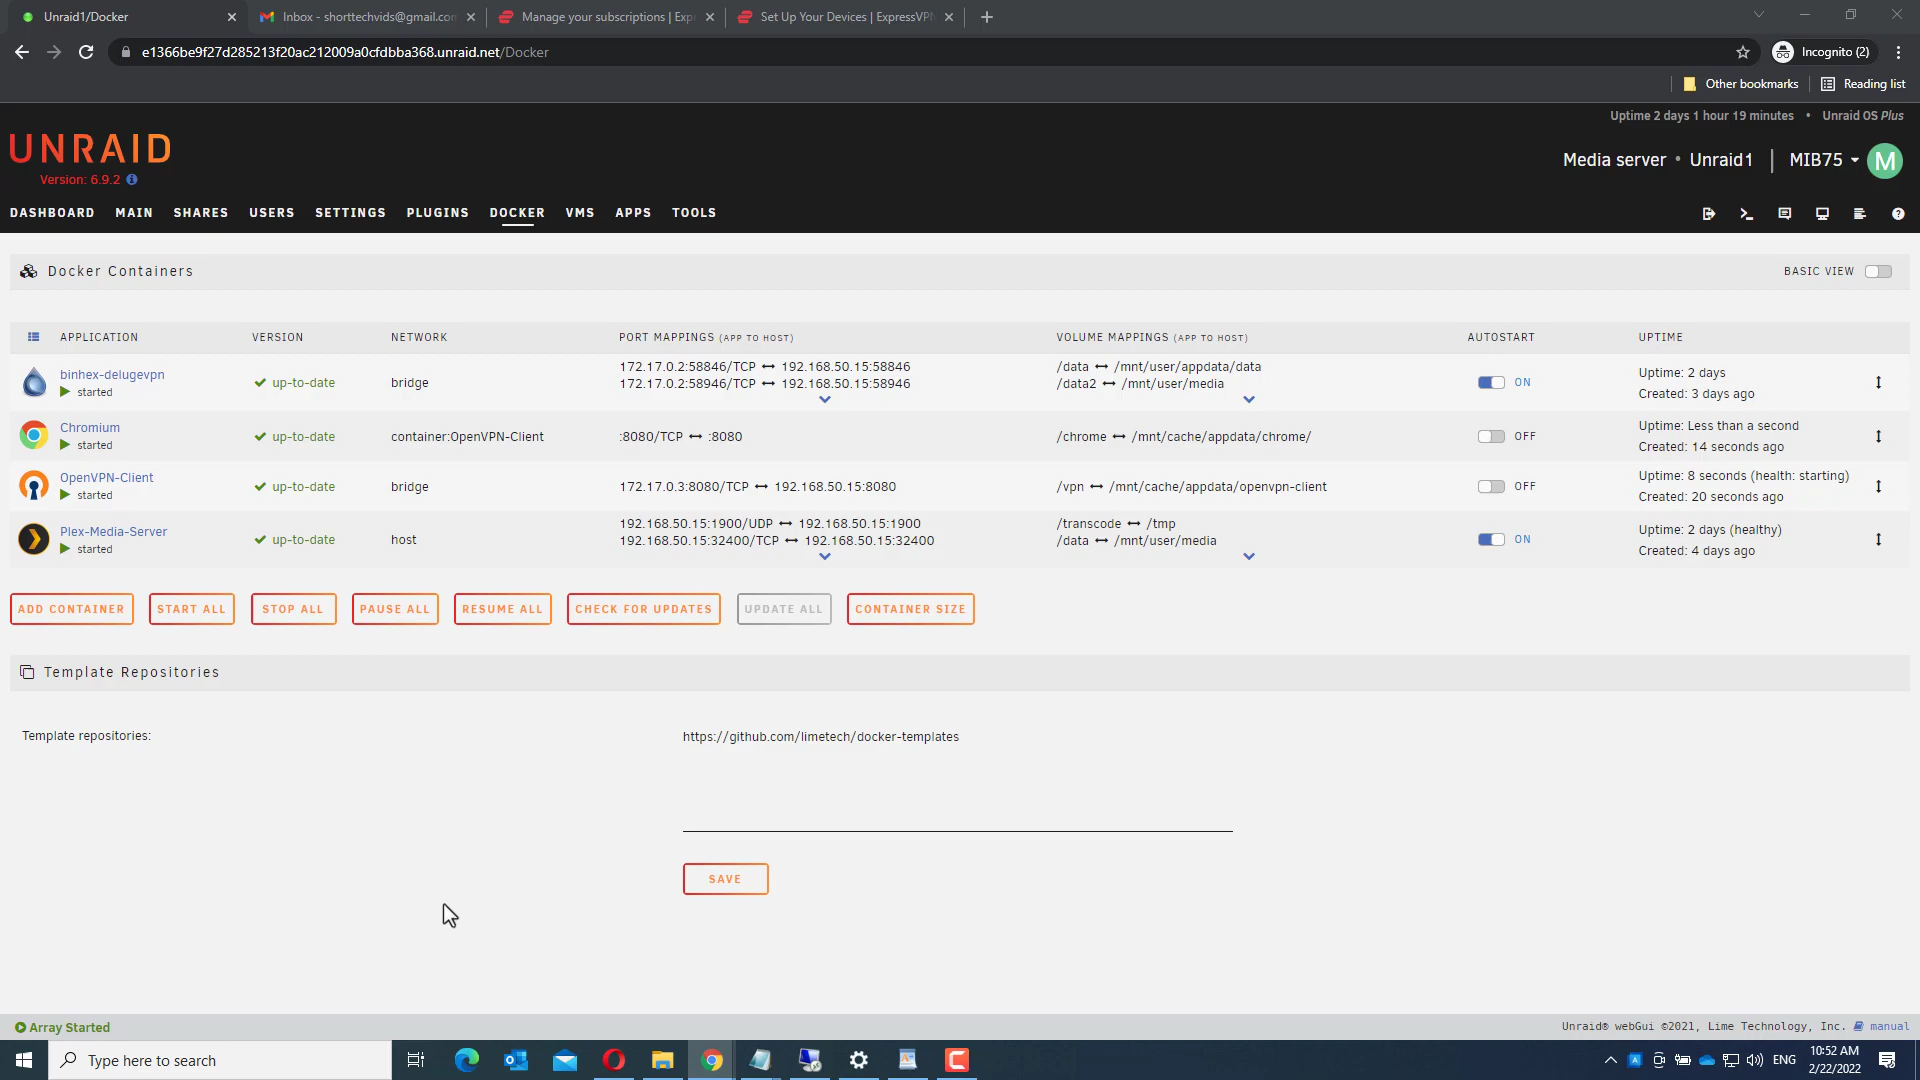 Unraid1/Docker
Inbox - shorttechvids@gmail.con
Manage your subscriptions | Exp
Set Up Your Devices | ExpressVPN
e1366be9f27d285213f20ac212009a0cfdbba368.unraid.net/Docker
Incognito (2)
Other bookmarks
Reading list
Uptime 2 days 1 hour 19 minutes • Unraid OS Plus
UNRAID
Version: 6.9.2
Media server • Unraid1 | MIB75
M
DASHBOARD MAIN SHARES USERS SETTINGS PLUGINS DOCKER VMS APPS TOOLS
Docker Containers
BASIC VIEW
APPLICATION VERSION NETWORK PORT MAPPINGS (APP TO HOST) VOLUME MAPPINGS (APP TO HOST) AUTOSTART UPTIME
binhex-delugevpn
started
up-to-date
bridge
172.17.0.2:58846/TCP ↔ 192.168.50.15:58846
172.17.0.2:58946/TCP ↔ 192.168.50.15:58946
/data ↔ /mnt/user/appdata/data
/data2 ↔ /mnt/user/media
ON
Uptime: 2 days
Created: 3 days ago
Chromium
started
up-to-date
container:OpenVPN-Client
:8080/TCP ↔ :8080
/chrome ↔ /mnt/cache/appdata/chrome/
OFF
Uptime: Less than a second
Created: 14 seconds ago
OpenVPN-Client
started
up-to-date
bridge
172.17.0.3:8080/TCP ↔ 192.168.50.15:8080
/vpn ↔ /mnt/cache/appdata/openvpn-client
OFF
Uptime: 8 seconds (health: starting)
Created: 20 seconds ago
Plex-Media-Server
started
up-to-date
host
192.168.50.15:1900/UDP ↔ 192.168.50.15:1900
192.168.50.15:32400/TCP ↔ 192.168.50.15:32400
/transcode ↔ /tmp
/data ↔ /mnt/user/media
ON
Uptime: 2 days (healthy)
Created: 4 days ago
ADD CONTAINER START ALL STOP ALL PAUSE ALL RESUME ALL CHECK FOR UPDATES UPDATE ALL CONTAINER SIZE
Template Repositories
Template repositories:
https://github.com/limetech/docker-templates
SAVE
Array Started
Unraid® webGui ©2021, Lime Technology, Inc. manual
Type here to search
ENG
10:52 AM
2/22/2022